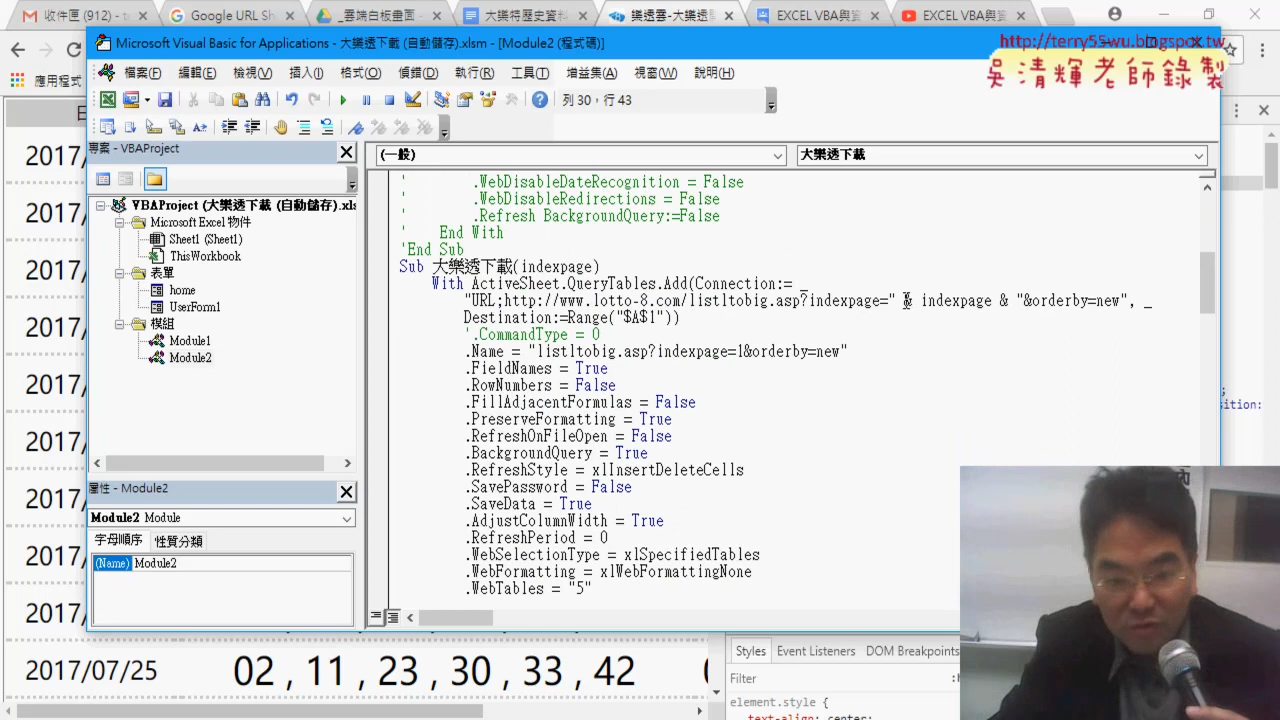 收件匣 (912) - t
Google URL Sh
_雲端白板畫面 -
大樂特歷史資料
樂透雲-大樂透
EXCEL VBA與資
EXCEL VBA與
Microsoft Visual Basic for Applications - 大樂透下載 (自動儲存).xlsm - [Module2 (程式碼)]
http://terry55wu.blogspot.tw
吳清輝老師錄製
應用程式
檔案(F) 編輯(E) 檢視(V) 插入(I) 格式(O) 偵錯(D) 執行(R) 工具(T) 增益集(A) 視窗(W) 說明(H)
列 30，行 43
專案 - VBAProject
(一般)
大樂透下載
VBAProject (大樂透下載 (自動儲存).xls
Microsoft Excel 物件
Sheet1 (Sheet1)
ThisWorkbook
表單
home
UserForm1
模組
Module1
Module2
屬性 - Module2
Module2 Module
字母順序 性質分類
(Name) Module2
' .WebDisableDateRecognition = False
' .WebDisableRedirections = False
' .Refresh BackgroundQuery:=False
' End With
'End Sub
Sub 大樂透下載(indexpage)
With ActiveSheet.QueryTables.Add(Connection:= _
"URL;http://www.lotto-8.com/listltobig.asp?indexpage=" & indexpage & "&orderby=new", _
Destination:=Range("$A$1"))
'.CommandType = 0
.Name = "listltobig.asp?indexpage=1&orderby=new"
.FieldNames = True
.RowNumbers = False
.FillAdjacentFormulas = False
.PreserveFormatting = True
.RefreshOnFileOpen = False
.BackgroundQuery = True
.RefreshStyle = xlInsertDeleteCells
.SavePassword = False
.SaveData = True
.AdjustColumnWidth = True
.RefreshPeriod = 0
.WebSelectionType = xlSpecifiedTables
.WebFormatting = xlWebFormattingNone
.WebTables = "5"
2017/
2017/
2017/
2017/
2017/
2017/
2017/
2017/
2017/
2017/07/25 02 , 11 , 23 , 30 , 33 , 42
sition:
Styles Event Listeners DOM Breakpoints
Filter
element.style {
text-align: center;